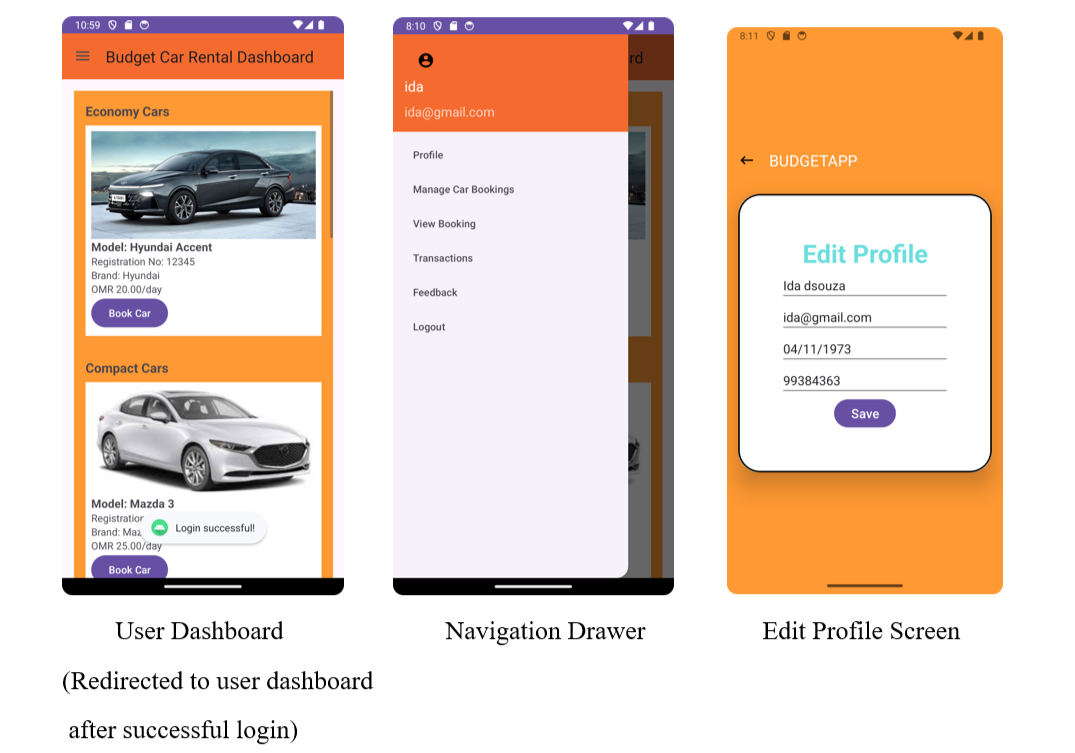 10:59
Budget Car Rental Dashboard
Economy Cars
Model: Hyundai Accent
Registration No: 12345
Brand: Hyundai
OMR 20.00/day
Book Car
Compact Cars
Model: Mazda 3
Registration
Brand: Maz
Login successful!
OMR 25.00/day
Book Car
8:10
rd
ida
ida@gmail.com
Profile
Manage Car Bookings
View Booking
Transactions
Feedback
Logout
8:11
BUDGETAPP
Edit Profile
Ida dsouza
ida@gmail.com
04/11/1973
99384363
Save
User Dashboard
(Redirected to user dashboard
after successful login)
Navigation Drawer
Edit Profile Screen